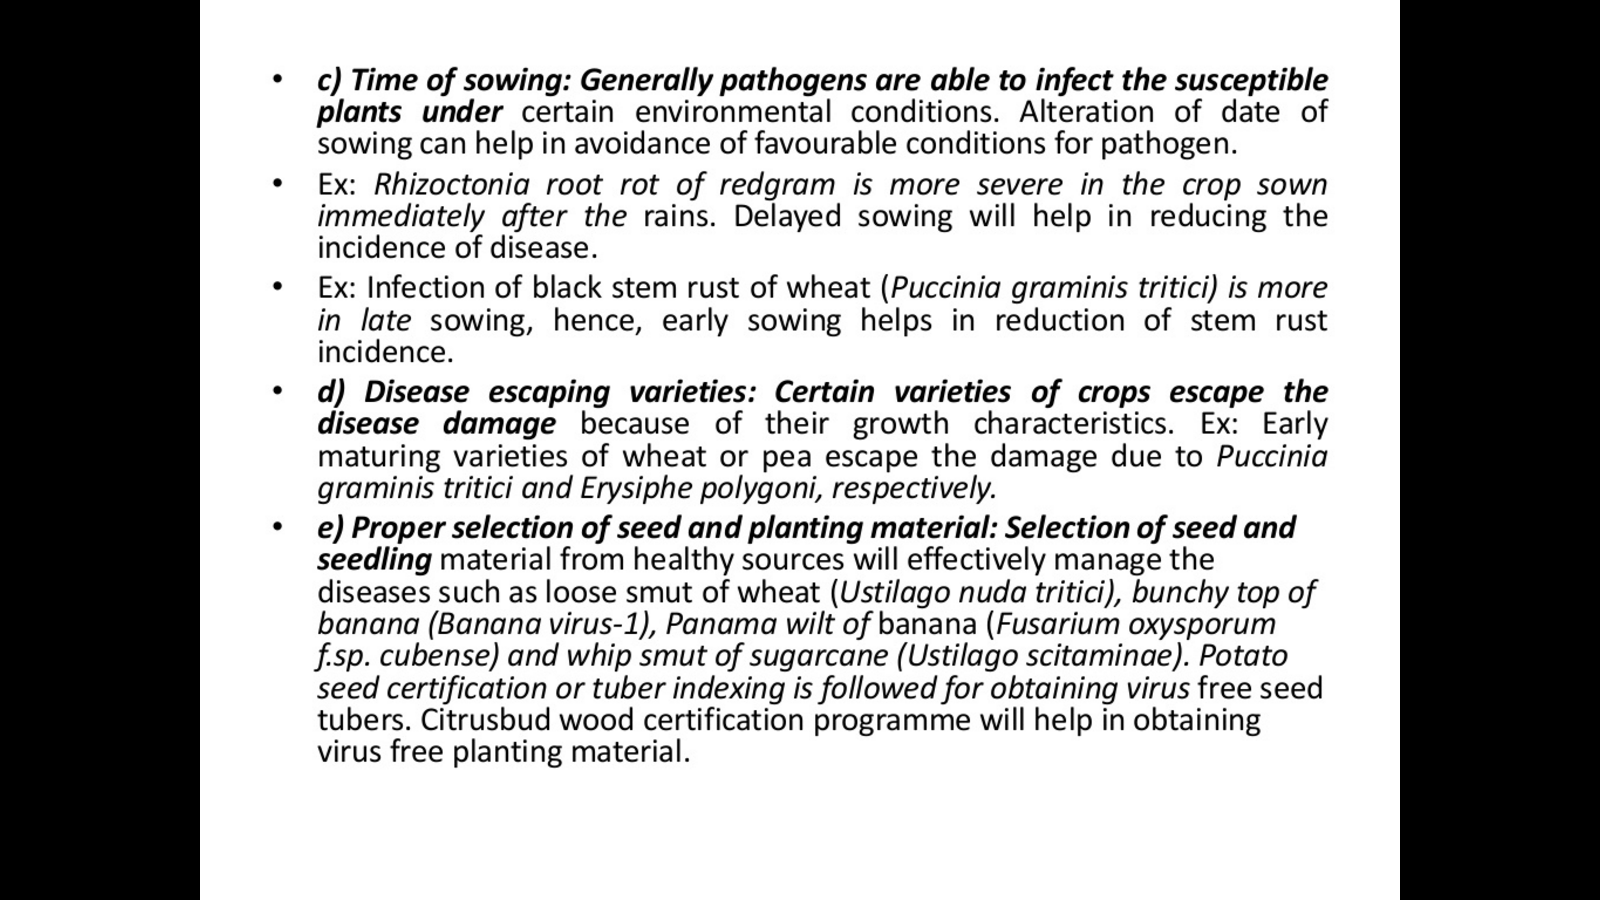 • c) Time of sowing: Generally pathogens are able to infect the susceptible
plants under certain environmental conditions. Alteration of date of
sowing can help in avoidance of favourable conditions for pathogen.
• Ex: Rhizoctonia root rot of redgram is more severe in the crop sown
immediately after the rains. Delayed sowing will help in reducing the
incidence of disease.
• Ex: Infection of black stem rust of wheat (Puccinia graminis tritici) is more
in late sowing, hence, early sowing helps in reduction of stem rust
incidence.
• d) Disease escaping varieties: Certain varieties of crops escape the
disease damage because of their growth characteristics. Ex: Early
maturing varieties of wheat or pea escape the damage due to Puccinia
graminis tritici and Erysiphe polygoni, respectively.
• e) Proper selection of seed and planting material: Selection of seed and
seedling material from healthy sources will effectively manage the
diseases such as loose smut of wheat (Ustilago nuda tritici), bunchy top of
banana (Banana virus-1), Panama wilt of banana (Fusarium oxysporum
f.sp. cubense) and whip smut of sugarcane (Ustilago scitaminae). Potato
seed certification or tuber indexing is followed for obtaining virus free seed
tubers. Citrusbud wood certification programme will help in obtaining
virus free planting material.